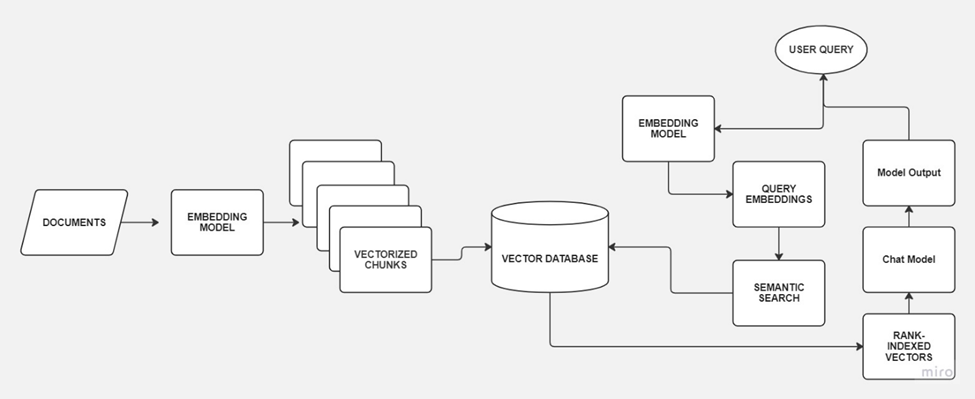 USER QUERY
EMBEDDING
MODEL
Model Output
QUERY
EMBEDDINGS
DOCUMENTS
EMBEDDING
MODEL
VECTORIZED
CHUNKS
VECTOR DATABASE
Chat Model
SEMANTIC
SEARCH
RANK-
INDEXED
VECTORS
miro